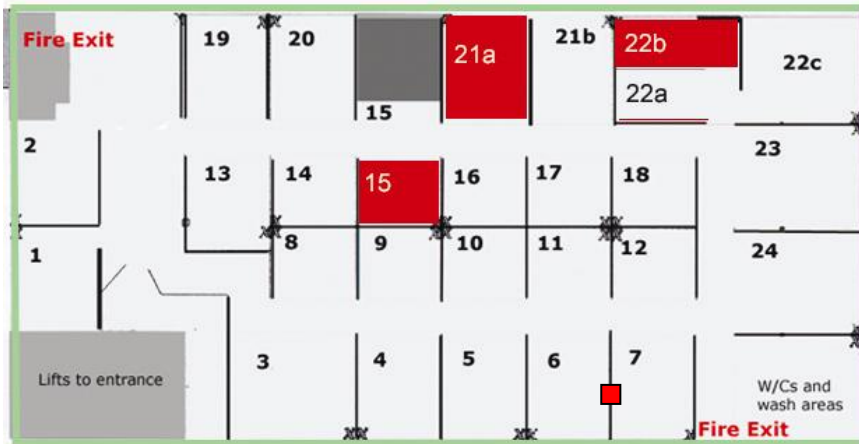 Fire Exit
19
20
21a
21b
22b
22c
22a
15
2
23
13
14
15
16
17
18
1
8
9
10
11
12
24
3
4
5
6
7
Lifts to entrance
W/Cs and
wash areas
Fire Exit